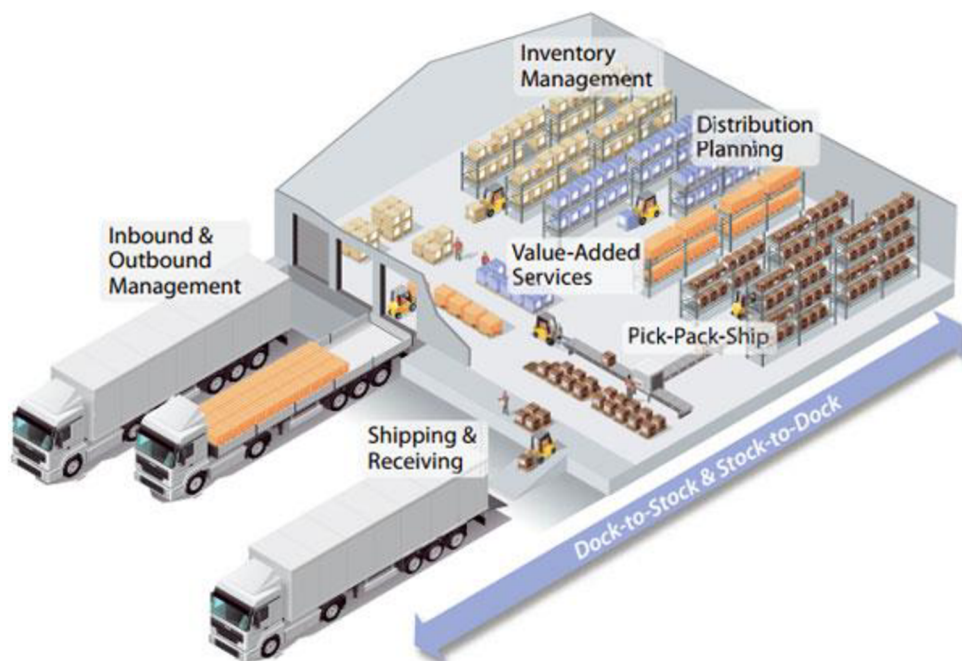 Inventory
Management
Distribution
Planning
Inbound &
Outbound
Management
Value-Added
Services
Pick-Pack-Ship
Shipping &
Receiving
Dock-to-Stock & Stock-to-Dock